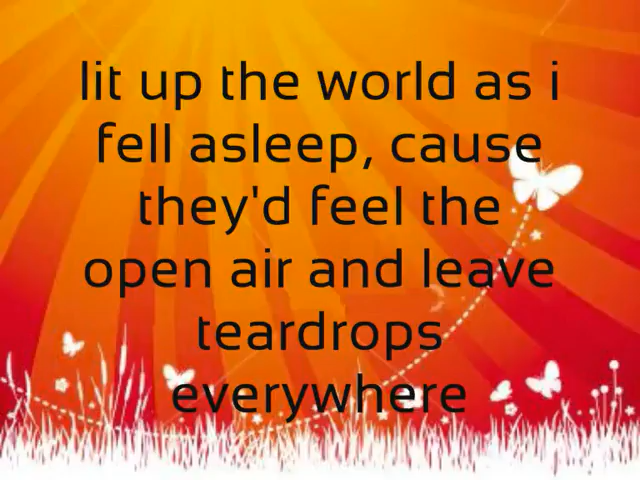 lit up the world as i
fell asleep, cause
they'd feel the
open air and leave
teardrops
everywhere